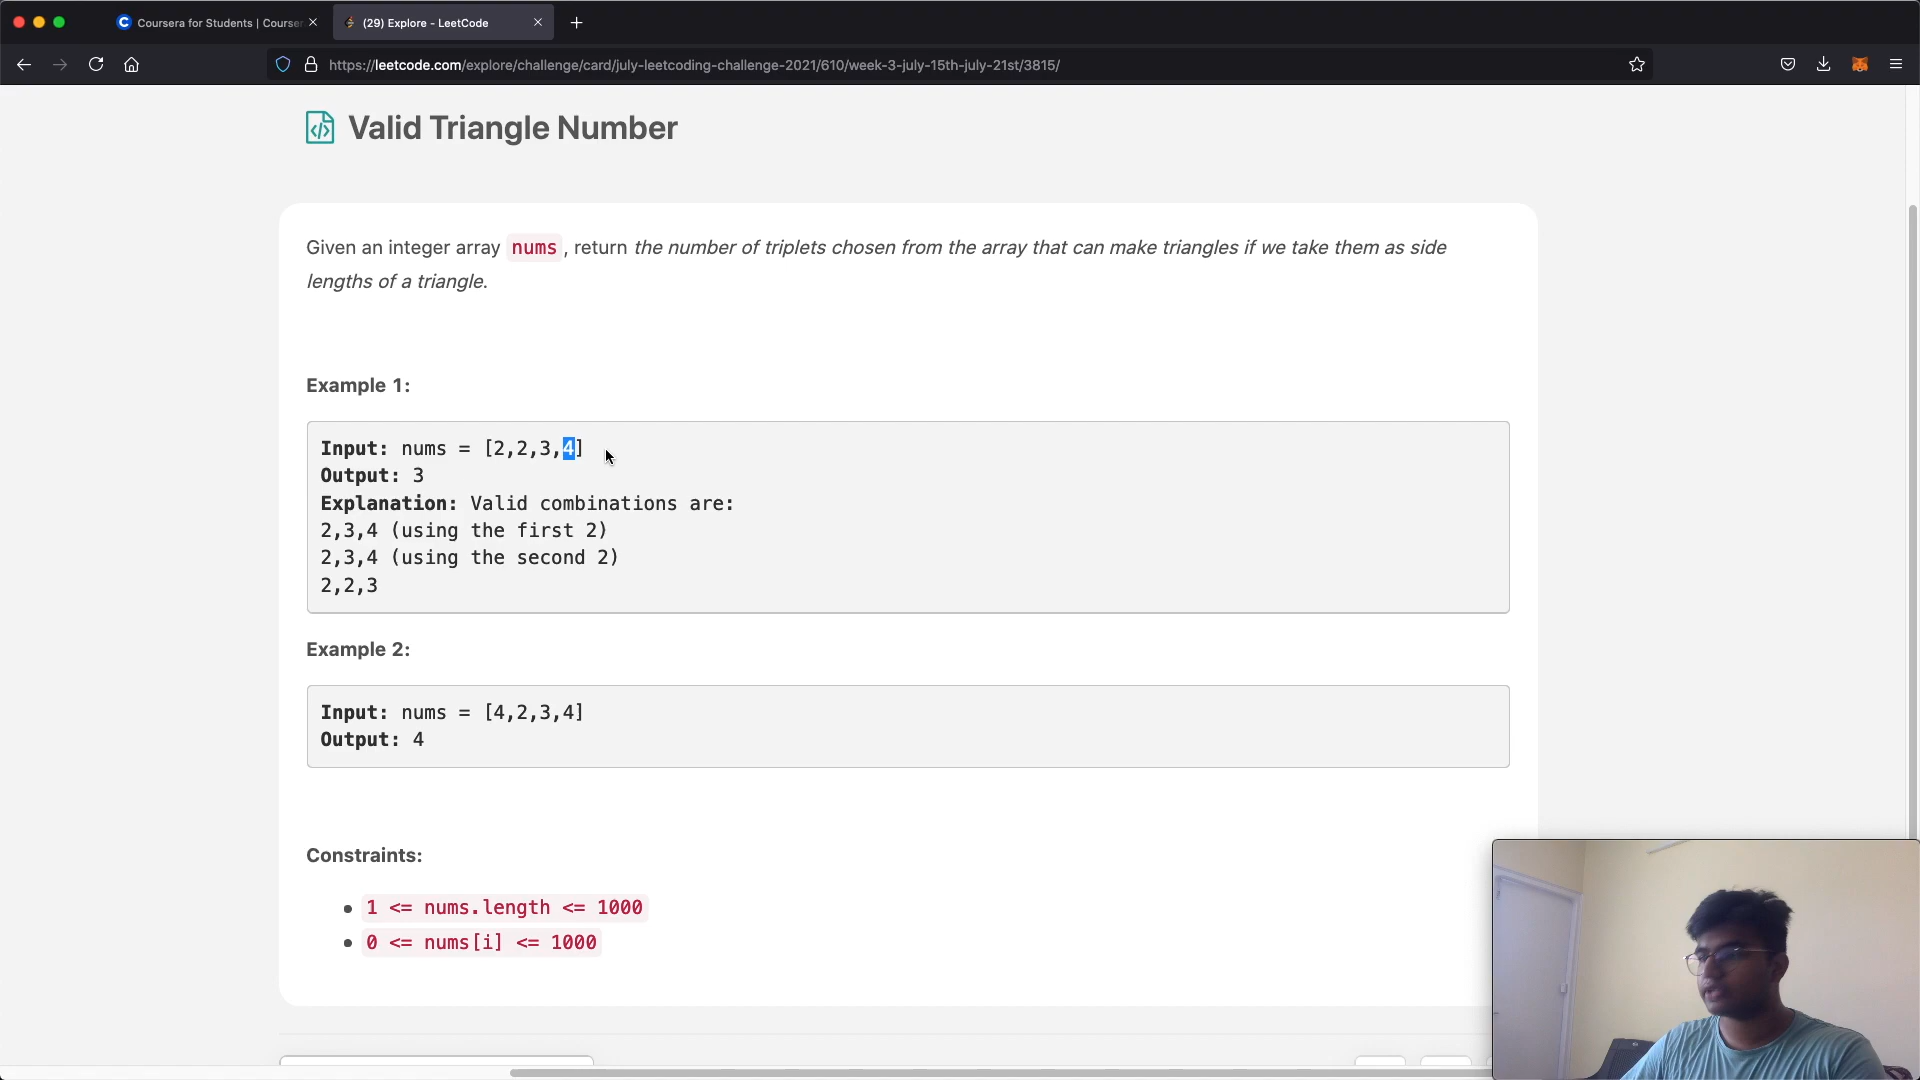 Coursera for Students | Course
(29) Explore - LeetCode
https://leetcode.com/explore/challenge/card/july-leetcoding-challenge-2021/610/week-3-july-15th-july-21st/3815/
Valid Triangle Number
Given an integer array nums, return the number of triplets chosen from the array that can make triangles if we take them as side
lengths of a triangle.
Example 1:
Input: nums = [2,2,3,4]
Output: 3
Explanation: Valid combinations are:
2,3,4 (using the first 2)
2,3,4 (using the second 2)
2,2,3
Example 2:
Input: nums = [4,2,3,4]
Output: 4
Constraints:
1 <= nums.length <= 1000
0 <= nums[i] <= 1000